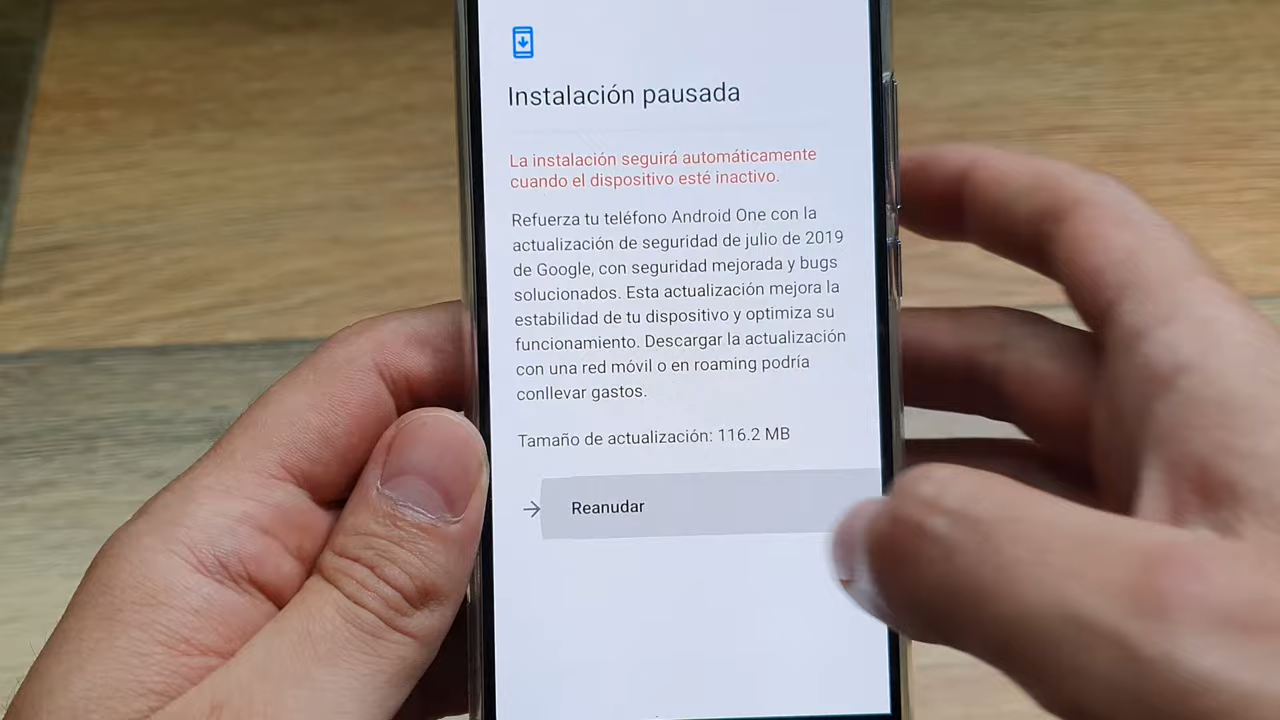 Instalación pausada
La instalación seguirá automáticamente
cuando el dispositivo esté inactivo.
Refuerza tu teléfono Android One con la
actualización de seguridad de julio de 2019
de Google, con seguridad mejorada y bugs
solucionados. Esta actualización mejora la
estabilidad de tu dispositivo y optimiza su
funcionamiento. Descargar la actualización
con una red móvil o en roaming podría
conllevar gastos.
Tamaño de actualización: 116.2 MB
Reanudar